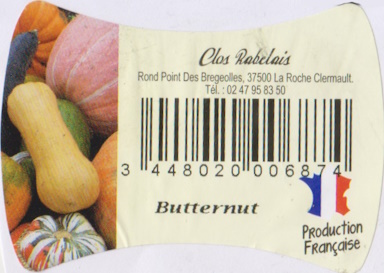 Clos Rabelais
Rond Point Des Bregeolles, 37500 La Roche Clermault.
Tél. : 02 47 95 83 50
3 448020 006874
Butternut
Production
Française